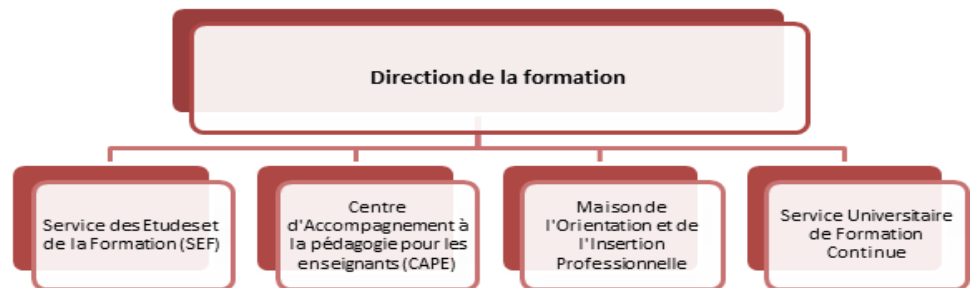 Direction de la formation
Service des Etudeset
de la Formation (SEF)
Centre
d'Accompagnement à
la pédagogie pour les
enseignants (CAPE)
Maison de
l'Orientation et de
l'Insertion
Professionnelle
Service Universitaire
de Formation
Continue